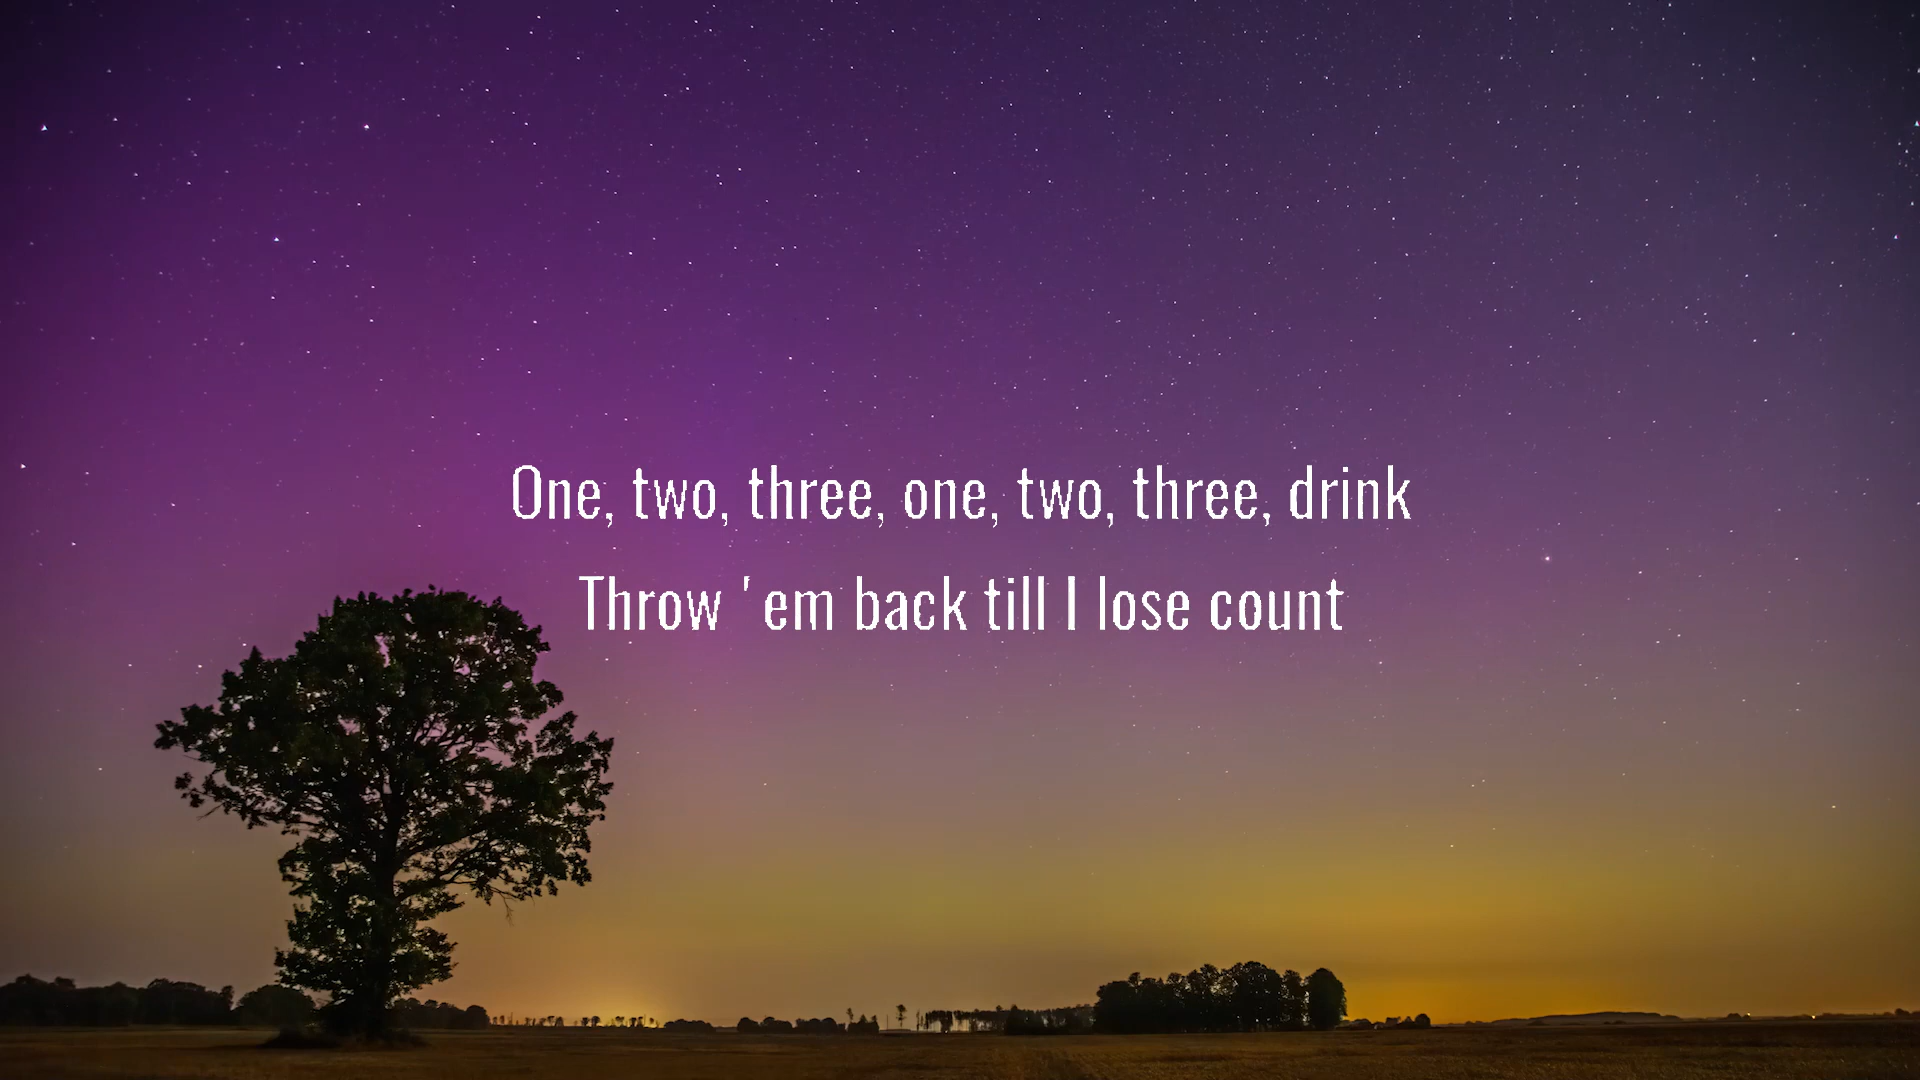 One, two, three, one, two, three, drink
Throw 'em back till I lose count